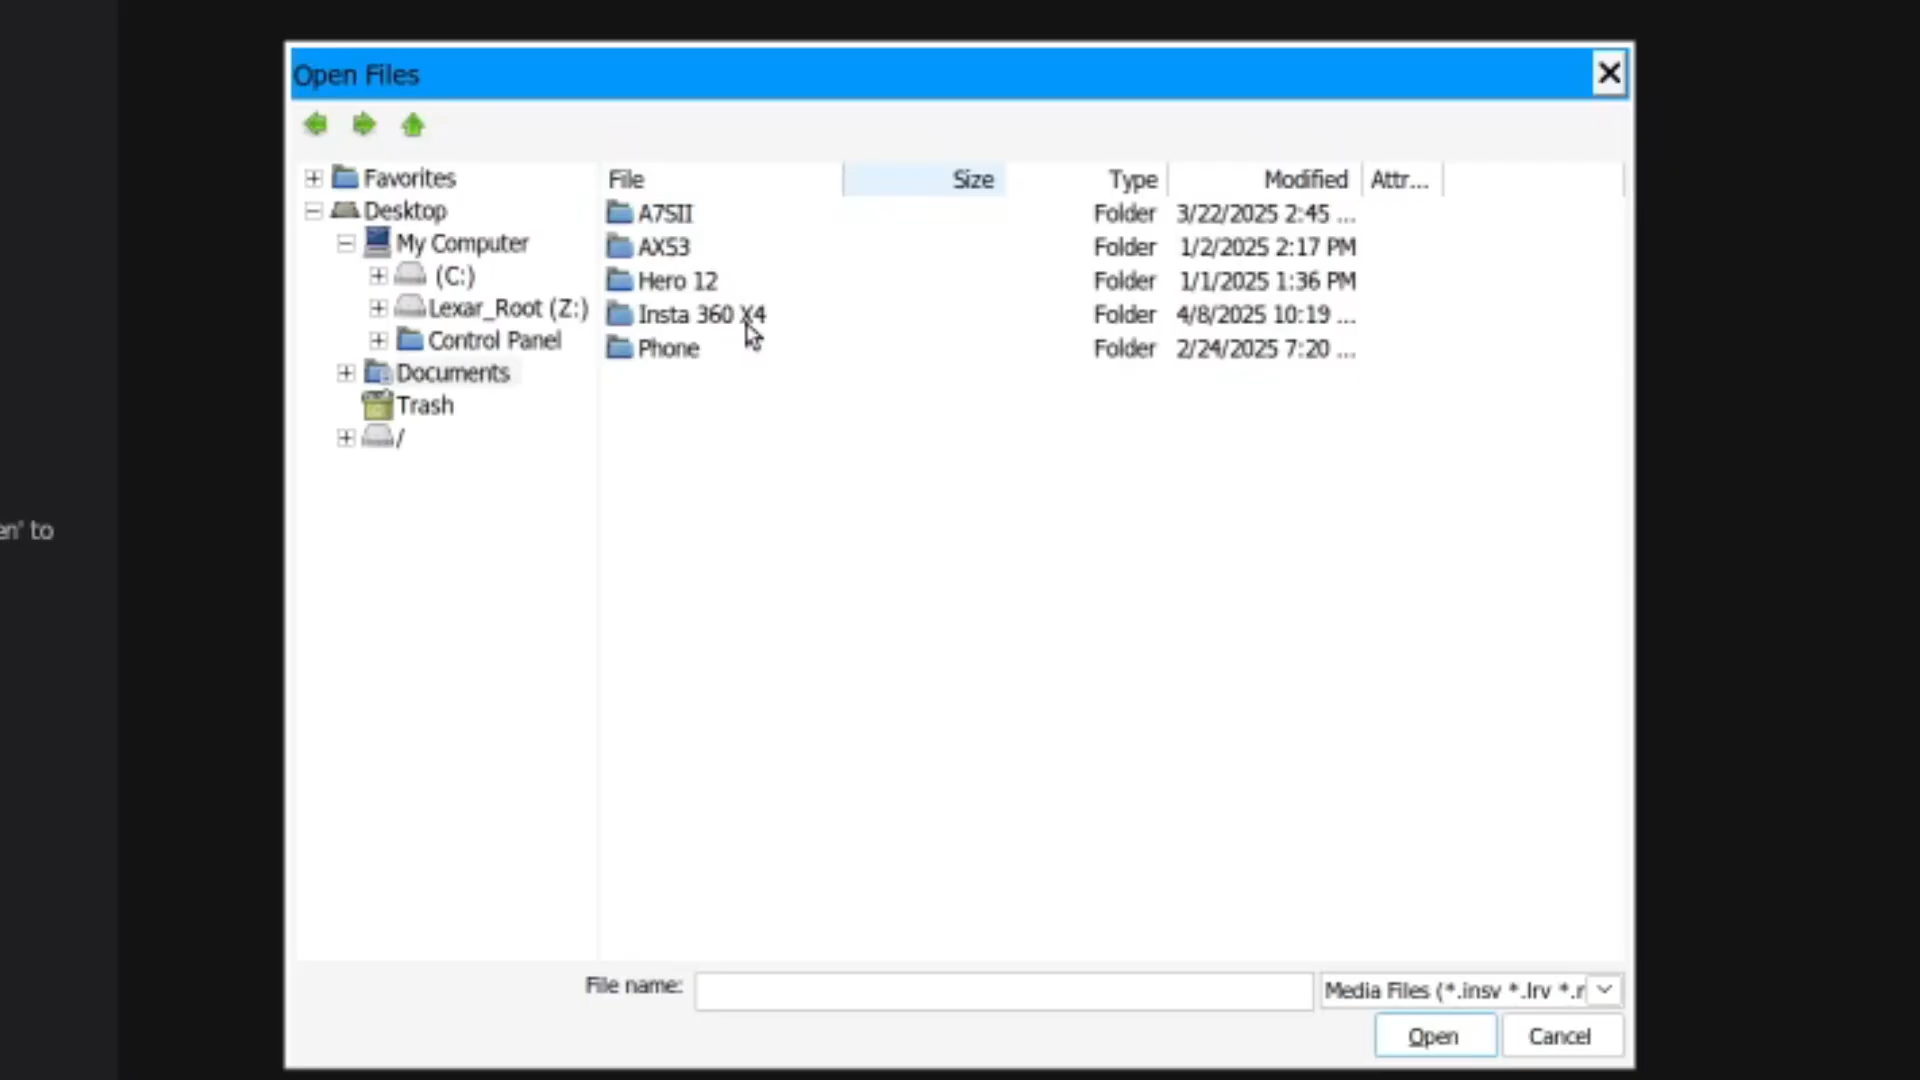 Open Files
Favorites
Desktop
My Computer
(C:)
Lexar_Root (Z:)
Control Panel
Documents
Trash
/
File Size Type Modified Attr...
A7SII Folder 3/22/2025 2:45 ...
AX53 Folder 1/2/2025 2:17 PM
Hero 12 Folder 1/1/2025 1:36 PM
Insta 360 X4 Folder 4/8/2025 10:19 ...
Phone Folder 2/24/2025 7:20 ...
en' to
File name:
Media Files (*.insv *.lrv *.r
Open Cancel